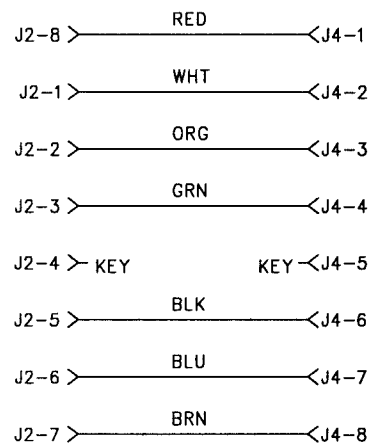 RED
J2-8 J4-1
WHT
J2-1 J4-2
ORG
J2-2 J4-3
GRN
J2-3 J4-4
J2-4 KEY KEY J4-5
BLK
J2-5 J4-6
BLU
J2-6 J4-7
BRN
J2-7 J4-8